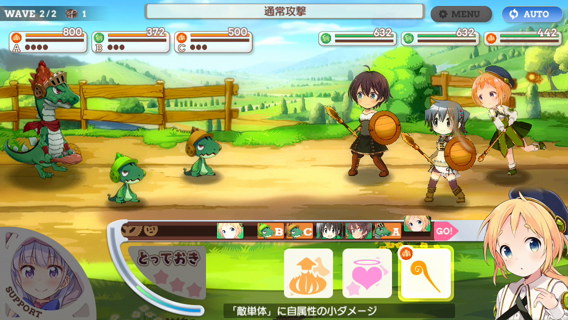 WAVE 2/2 1
通常攻撃
MENU
AUTO
800
A
372
B
500
C
632
632
442
B C A GO!
とっておき
SUPPORT
「敵単体」に自属性の小ダメージ